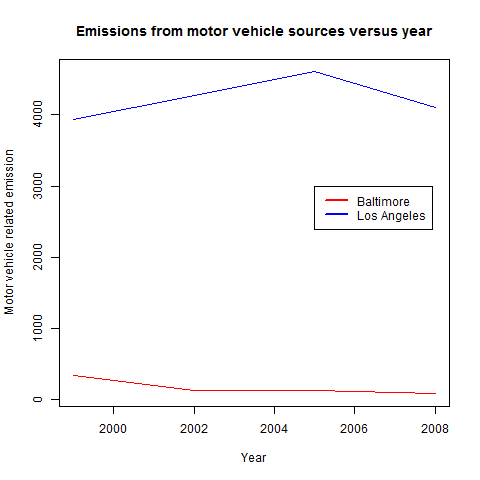 Emissions from motor vehicle sources versus year
Motor vehicle related emission
4000
3000
2000
1000
0
Baltimore
Los Angeles
2000
2002
2004
2006
2008
Year